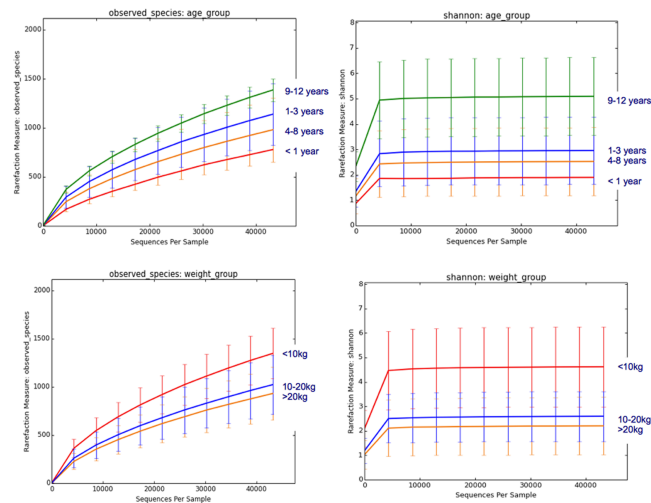 observed_species: age_group
Rarefaction Measure: observed_species
2000
1500
1000
500
0
0 10000 20000 30000 40000
Sequences Per Sample
9-12 years
1-3 years
4-8 years
< 1 year
shannon: age_group
Rarefaction Measure: shannon
8
7
6
5
4
3
2
1
0
0 10000 20000 30000 40000
Sequences Per Sample
9-12 years
1-3 years
4-8 years
< 1 year
observed_species: weight_group
Rarefaction Measure: observed_species
2000
1500
1000
500
0
0 10000 20000 30000 40000
Sequences Per Sample
<10kg
10-20kg
>20kg
shannon: weight_group
Rarefaction Measure: shannon
8
7
6
5
4
3
2
1
0
0 10000 20000 30000 40000
Sequences Per Sample
<10kg
10-20kg
>20kg